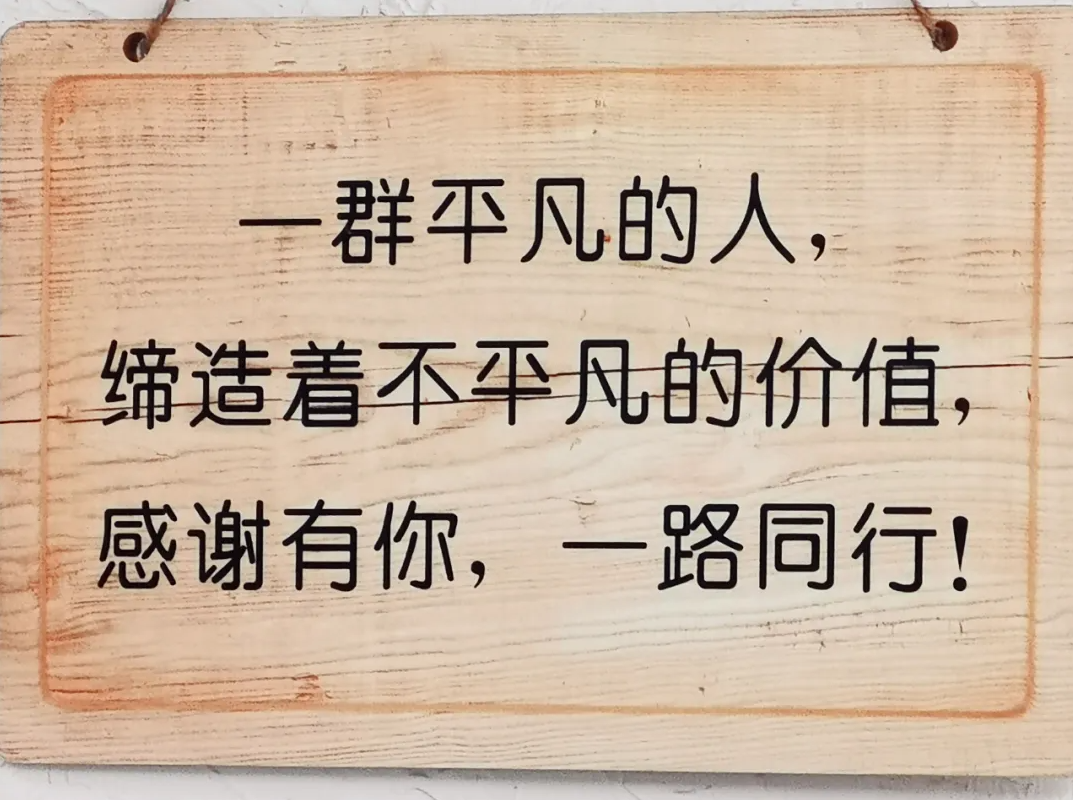 一群平凡的人，
缔造着不平凡的价值，
感谢有你，一路同行！